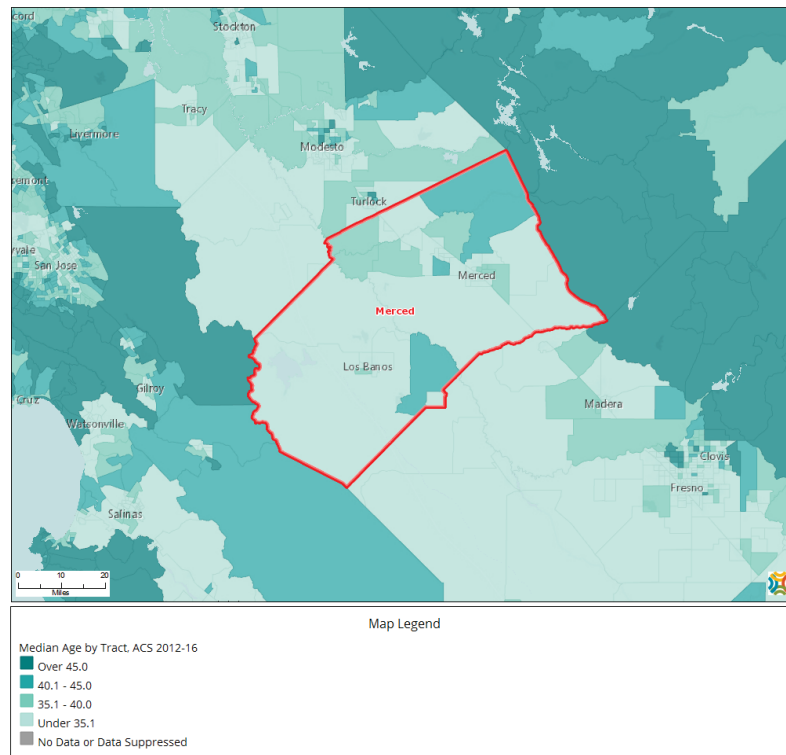 cord
Stockton
Tracy
Livermore
Modesto
remont
Turlock
yvale
San Jose
Merced
Merced
Los Banos
Gilroy
Cruz
Madera
Watsonville
Clovis
Fresno
Salinas
0 10 20
Miles
Map Legend
Median Age by Tract, ACS 2012-16
Over 45.0
40.1 - 45.0
35.1 - 40.0
Under 35.1
No Data or Data Suppressed